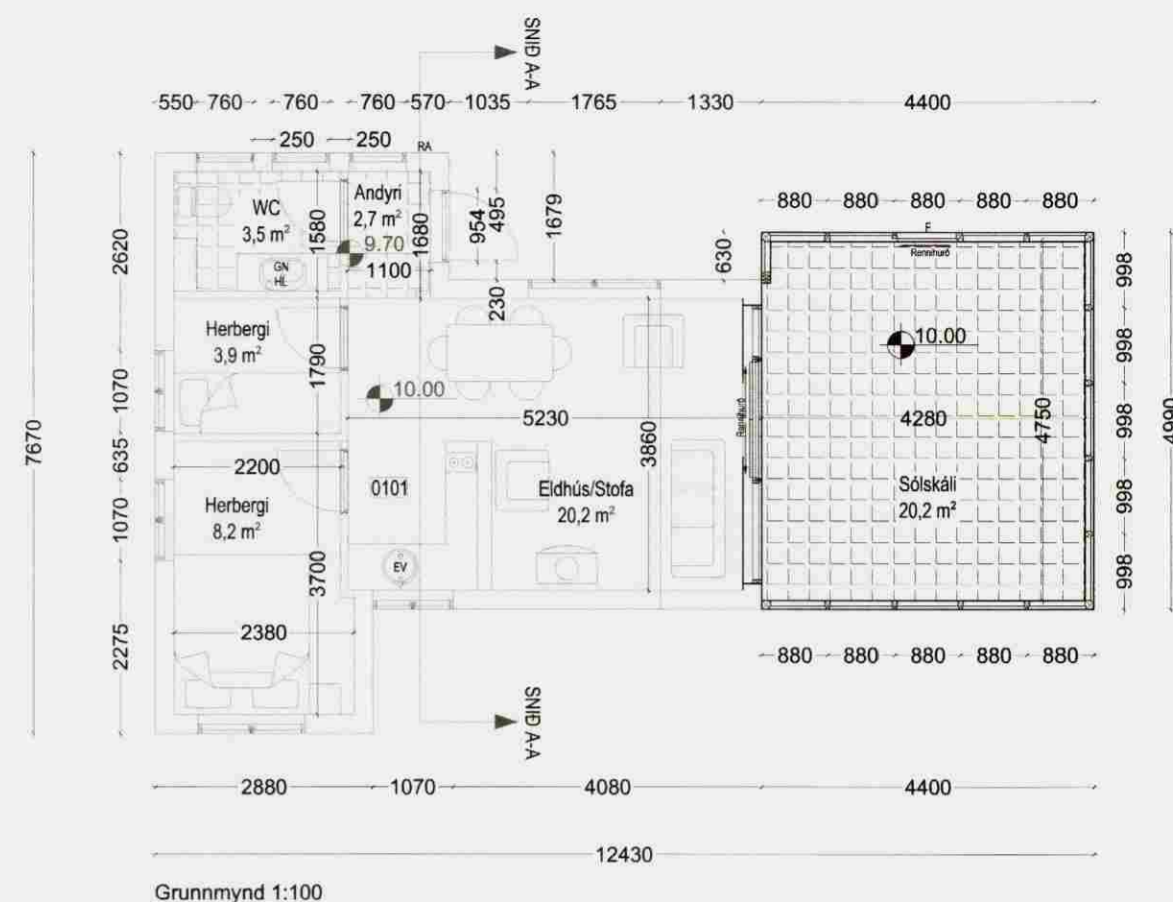 SNIÐ A-A
550 760 760 760 570 1035 1765 1330 4400
250 250
RA
880 880 880 880 880
WC
3,5 m²
Andyri
2,7 m²
9.70
1100
1580
1680
954
495
1679
630
F
Rennihurð
GN
HL
230
2620
1070
635
1070
2275
7670
Herbergi
3,9 m²
1790
10.00
10.00
5230
3860
Rennihurð
4280
4750
998
998
998
998
998
4990
2200
0101
Herbergi
8,2 m²
Eldhús/Stofa
20,2 m²
Sólskáli
20,2 m²
EV
3700
2380
880 880 880 880 880
SNIÐ A-A
2880 1070 4080 4400
12430
Grunnmynd 1:100